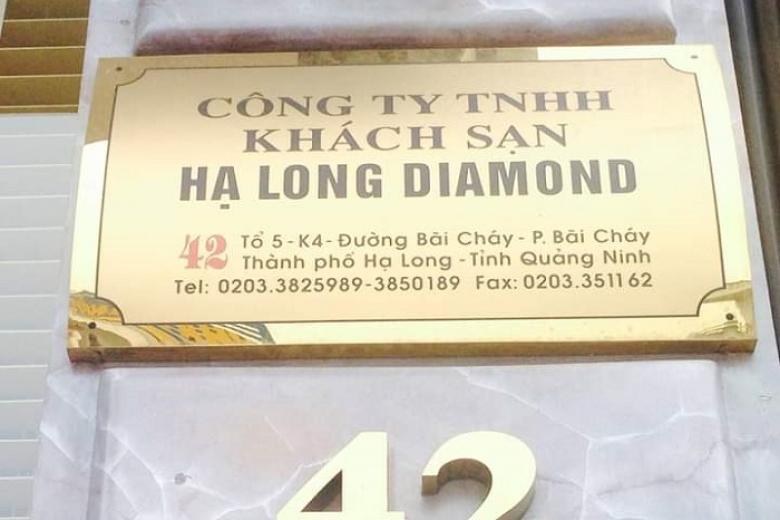 CÔNG TY TNHH
KHÁCH SẠN
HẠ LONG DIAMOND
42 Tổ 5 - K4 - Đường Bãi Cháy - P. Bãi Cháy
Thành phố Hạ Long - Tỉnh Quảng Ninh
Tel: 0203.3825989-3850189 Fax: 0203.351162
42